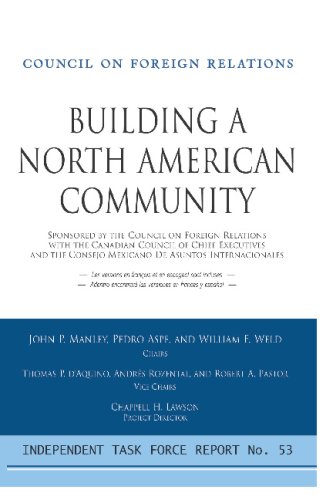 COUNCIL ON FOREIGN RELATIONS
BUILDING A
NORTH AMERICAN
COMMUNITY
SPONSORED BY THE COUNCIL ON FOREIGN RELATIONS
WITH THE CANADIAN COUNCIL OF CHIEF EXECUTIVES
AND THE CONSEJO MEXICANO DE ASUNTOS INTERNACIONALES
— Les versions en français et en espagnol sont incluses —
— Adentro encontrará las versiones en francés y español —
JOHN P. MANLEY, PEDRO ASPE, AND WILLIAM F. WELD
CHAIRS
THOMAS P. D'AQUINO, ANDRÉS ROZENTAL, AND ROBERT A. PASTOR
VICE CHAIRS
CHAPPELL H. LAWSON
PROJECT DIRECTOR
INDEPENDENT TASK FORCE REPORT No. 53